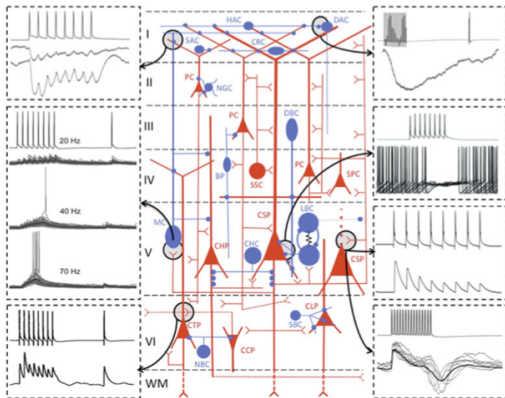 I
HAC
DAC
SAC
CRC
II
PC
NGC
PC
DBC
III
20 Hz
IV
BP
SSC
PC
SPC
40 Hz
MC
CSP
LBC
V
CHP
CHC
CSP
70 Hz
CLP
VI
CTP
SBC
NBC
CCP
WM